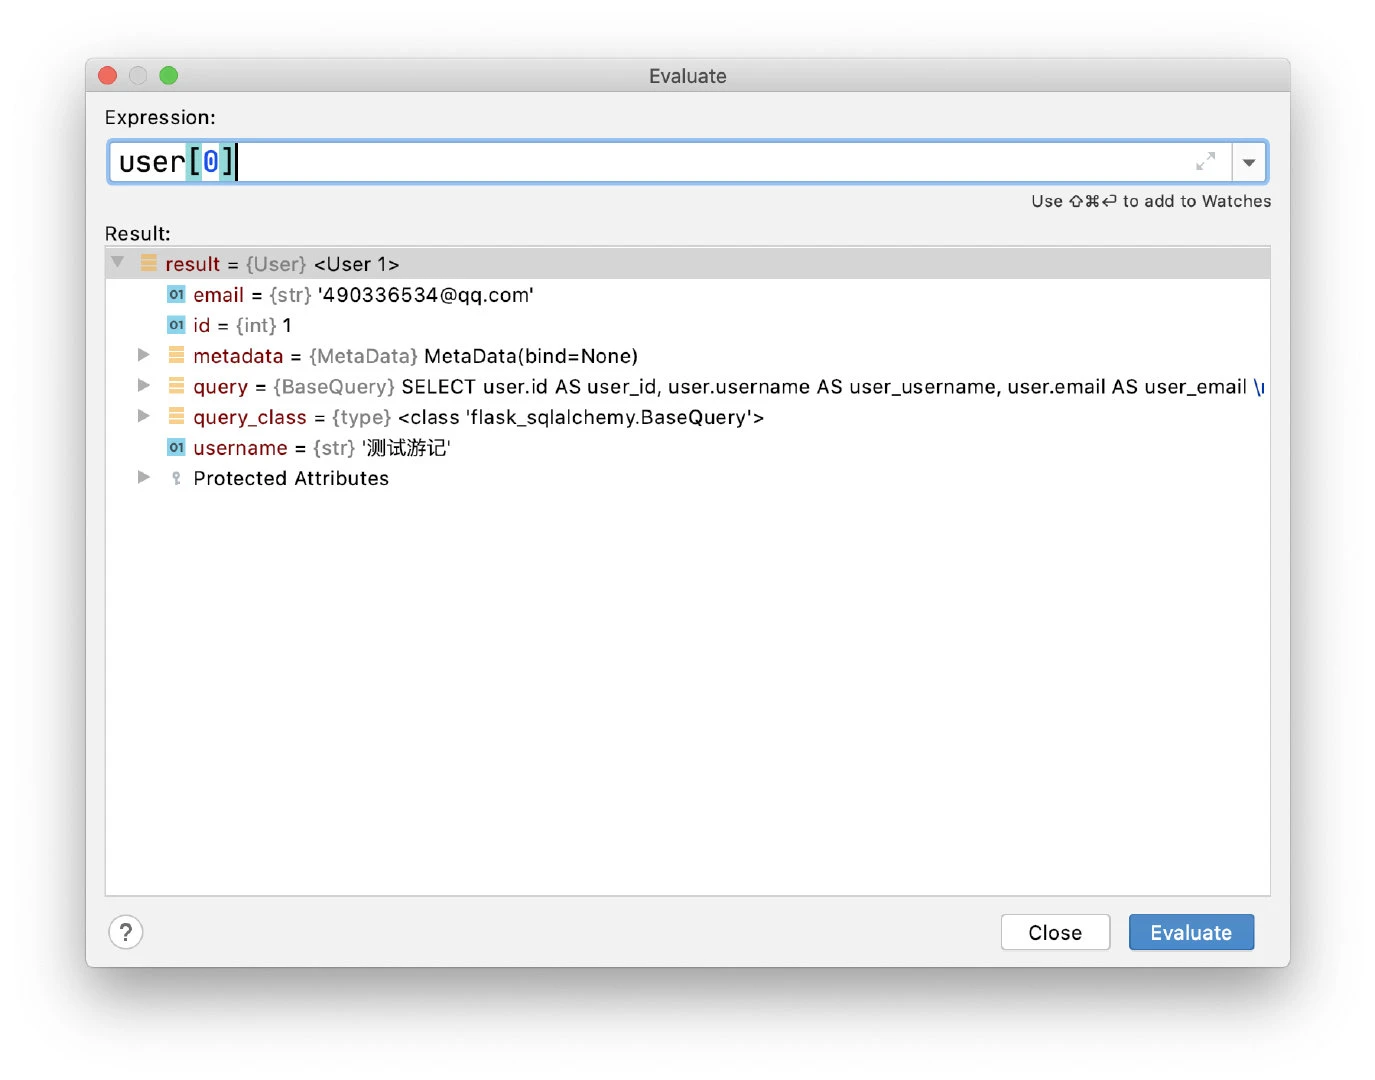 Evaluate
Expression:
user[0]
Use ⇧⌘⏎ to add to Watches
Result:
result = {User} <User 1>
01 email = {str} '490336534@qq.com'
01 id = {int} 1
metadata = {MetaData} MetaData(bind=None)
query = {BaseQuery} SELECT user.id AS user_id, user.username AS user_username, user.email AS user_email \
query_class = {type} <class 'flask_sqlalchemy.BaseQuery'>
01 username = {str} '测试游记'
Protected Attributes
?
Close
Evaluate